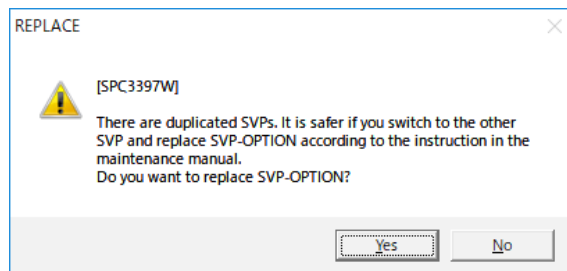 REPLACE
[SPC3397W]
There are duplicated SVPs. It is safer if you switch to the other
SVP and replace SVP-OPTION according to the instruction in the
maintenance manual.
Do you want to replace SVP-OPTION?
Yes
No